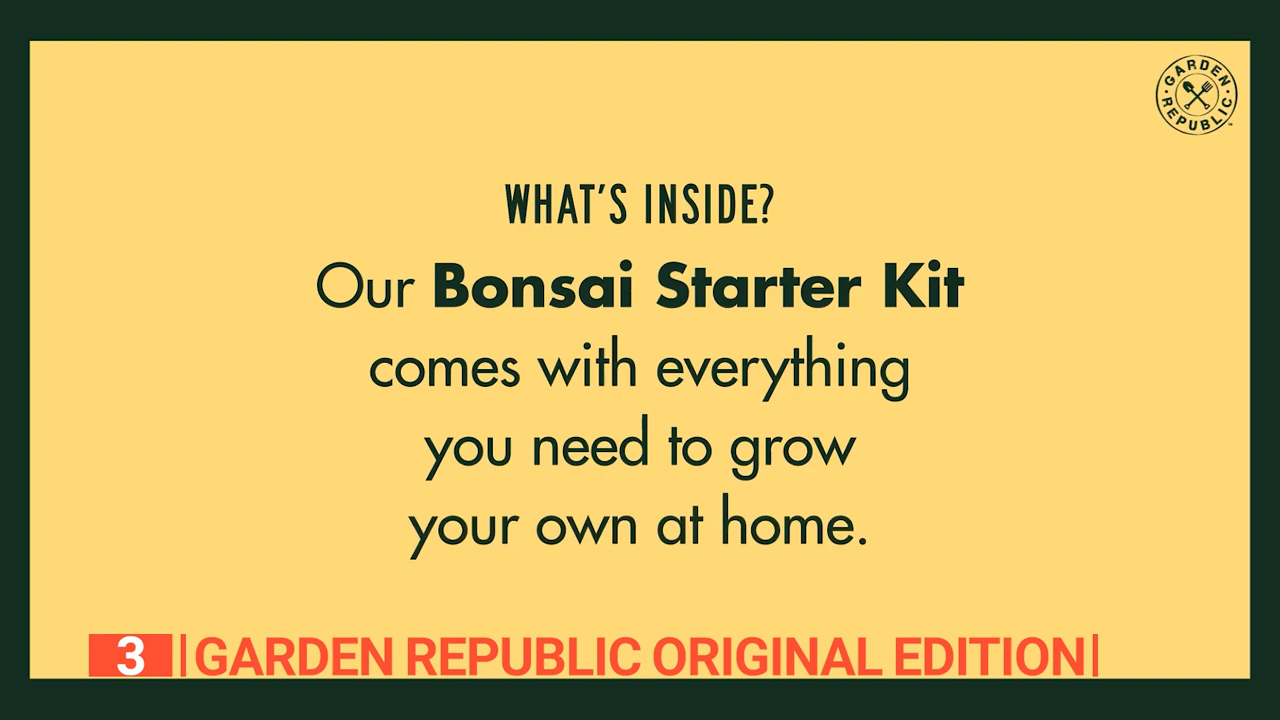 GARDEN
REPUBLIC
WHAT'S INSIDE?
Our Bonsai Starter Kit
comes with everything
you need to grow
your own at home.
3 |GARDEN REPUBLIC ORIGINAL EDITION|